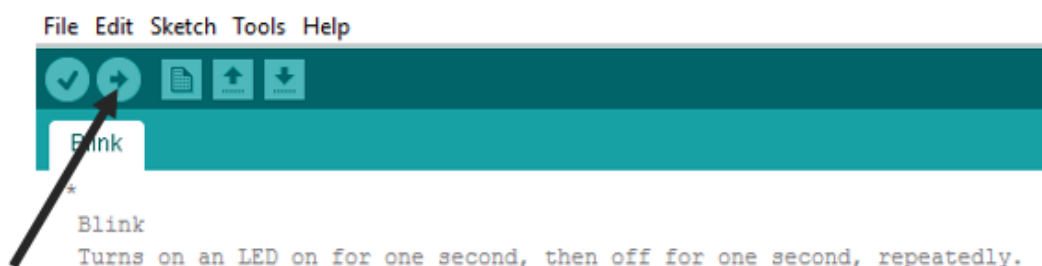 File Edit Sketch Tools Help
Blink
*
Blink
Turns on an LED on for one second, then off for one second, repeatedly.